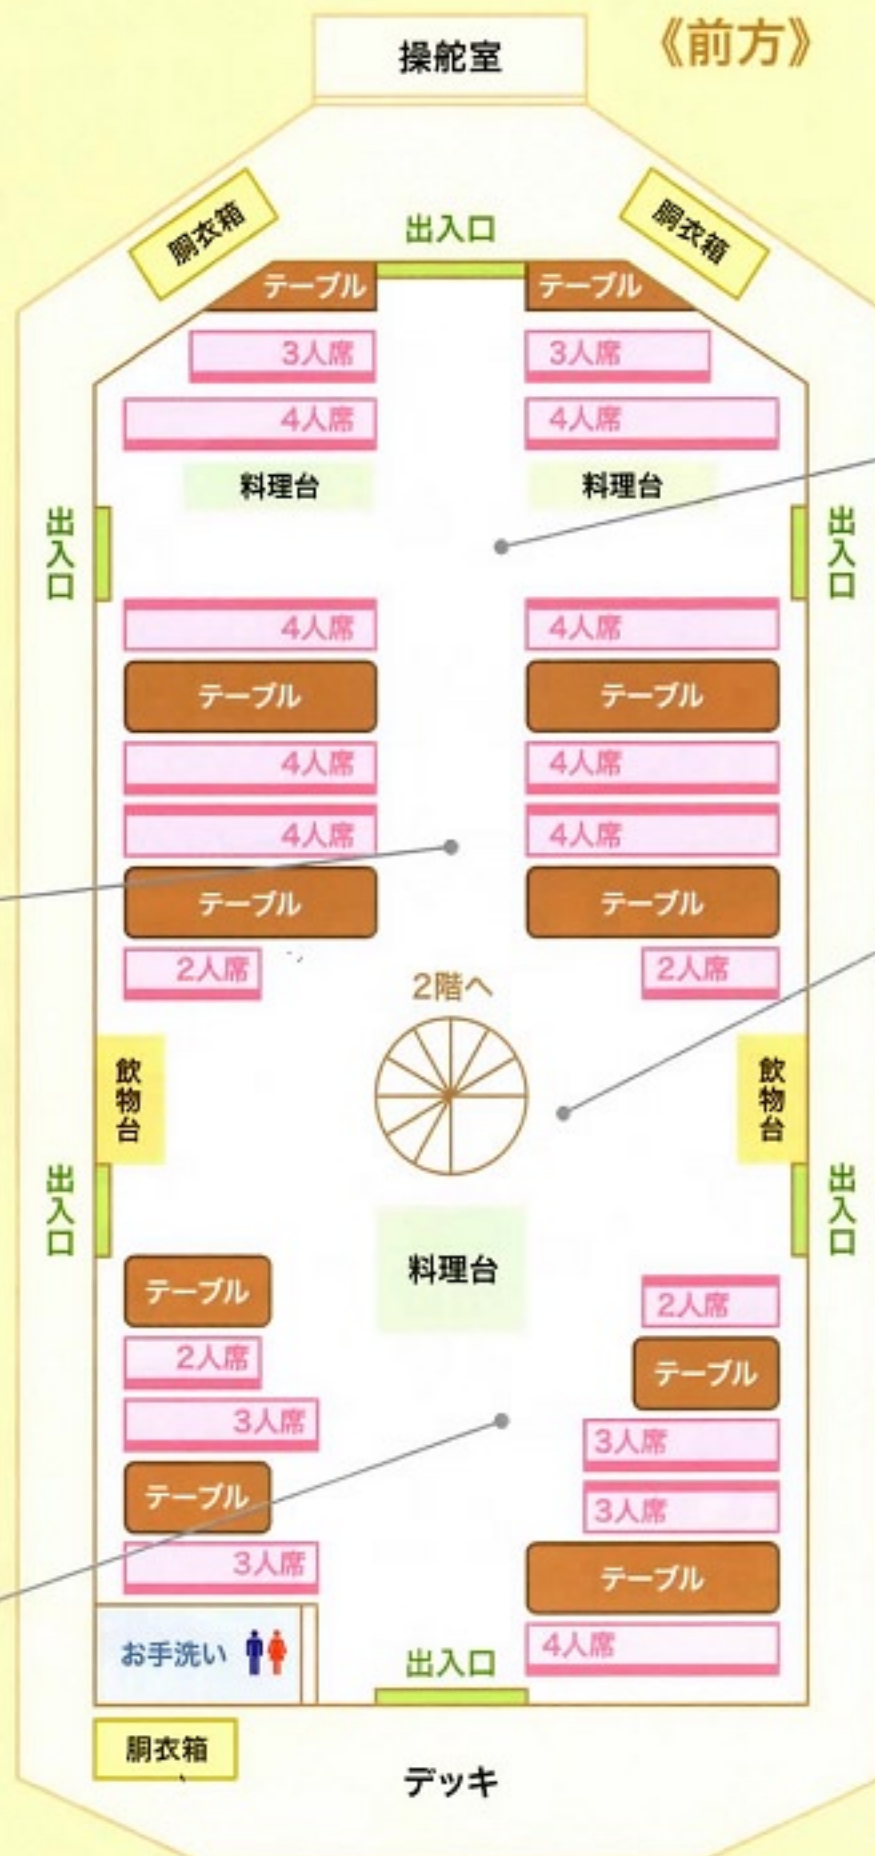 操舵室
《前方》
胴衣箱
出入口
胴衣箱
テーブル
テーブル
3人席
3人席
4人席
4人席
料理台
料理台
出入口
出入口
4人席
4人席
テーブル
テーブル
4人席
4人席
4人席
4人席
テーブル
テーブル
2人席
2人席
2階へ
飲物台
飲物台
出入口
出入口
料理台
テーブル
2人席
2人席
テーブル
3人席
3人席
テーブル
3人席
3人席
テーブル
お手洗い
4人席
出入口
胴衣箱
デッキ